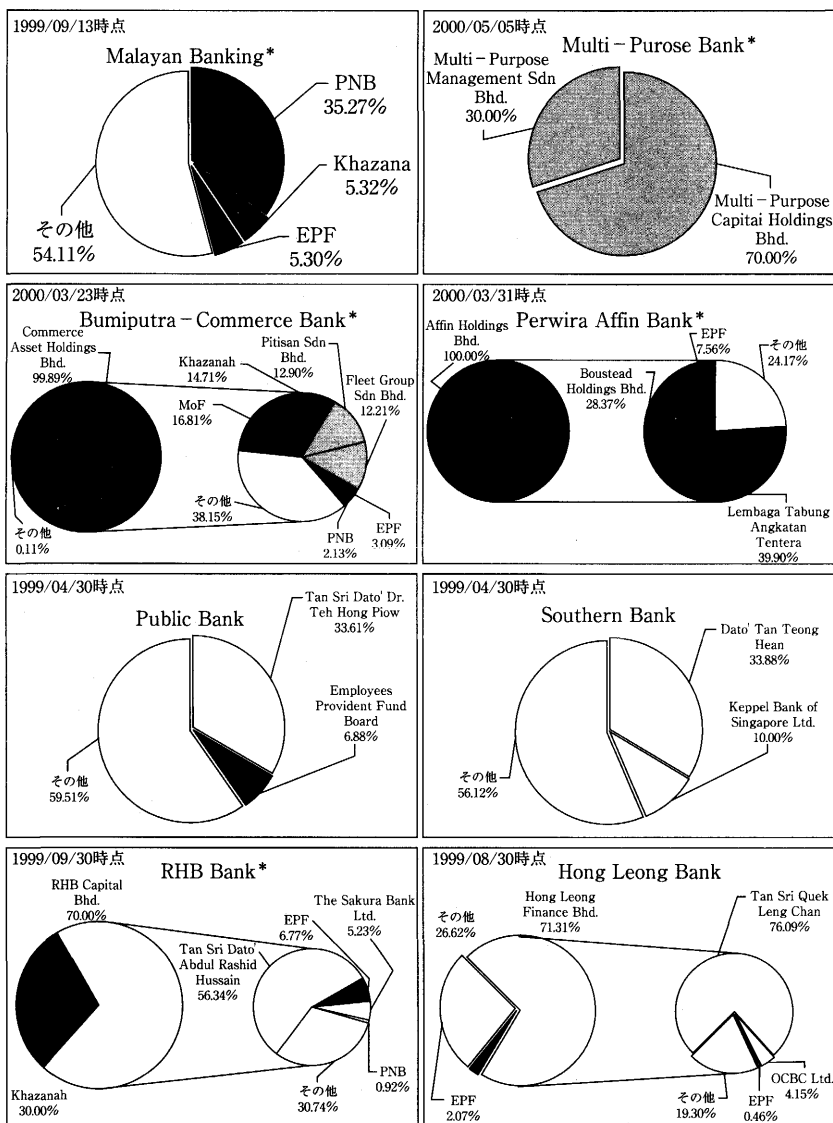 1999/09/13時点
Malayan Banking*
PNB
35.27%
Khazana
5.32%
EPF
5.30%
その他
54.11%
2000/05/05時点
Multi－Purose Bank*
Multi－Purpose
Management Sdn
Bhd.
30.00%
Multi－Purpose
Capitai Holdings
Bhd.
70.00%
2000/03/23時点
Bumiputra－Commerce Bank*
Commerce
Asset Holdings
Bhd.
99.89%
その他
0.11%
Khazanah
14.71%
MoF
16.81%
Pitisan Sdn
Bhd.
12.90%
Fleet Group
Sdn Bhd.
12.21%
その他
38.15%
PNB
2.13%
EPF
3.09%
2000/03/31時点
Perwira Affin Bank*
Affin Holdings
Bhd.
100.00%
EPF
7.56%
その他
24.17%
Boustead
Holdings Bhd.
28.37%
Lembaga Tabung
Angkatan
Tentera
39.90%
1999/04/30時点
Public Bank
Tan Sri Dato' Dr.
Teh Hong Piow
33.61%
Employees
Provident Fund
Board
6.88%
その他
59.51%
1999/04/30時点
Southern Bank
Dato' Tan Teong
Hean
33.88%
Keppel Bank of
Singapore Ltd.
10.00%
その他
56.12%
1999/09/30時点
RHB Bank*
RHB Capital
Bhd.
70.00%
Khazanah
30.00%
Tan Sri Dato'
Abdul Rashid
Hussain
56.34%
EPF
6.77%
The Sakura Bank
Ltd.
5.23%
PNB
0.92%
その他
30.74%
1999/08/30時点
Hong Leong Bank
その他
26.62%
Hong Leong
Finance Bhd.
71.31%
EPF
2.07%
Tan Sri Quek
Leng Chan
76.09%
OCBC Ltd.
4.15%
EPF
0.46%
その他
19.30%